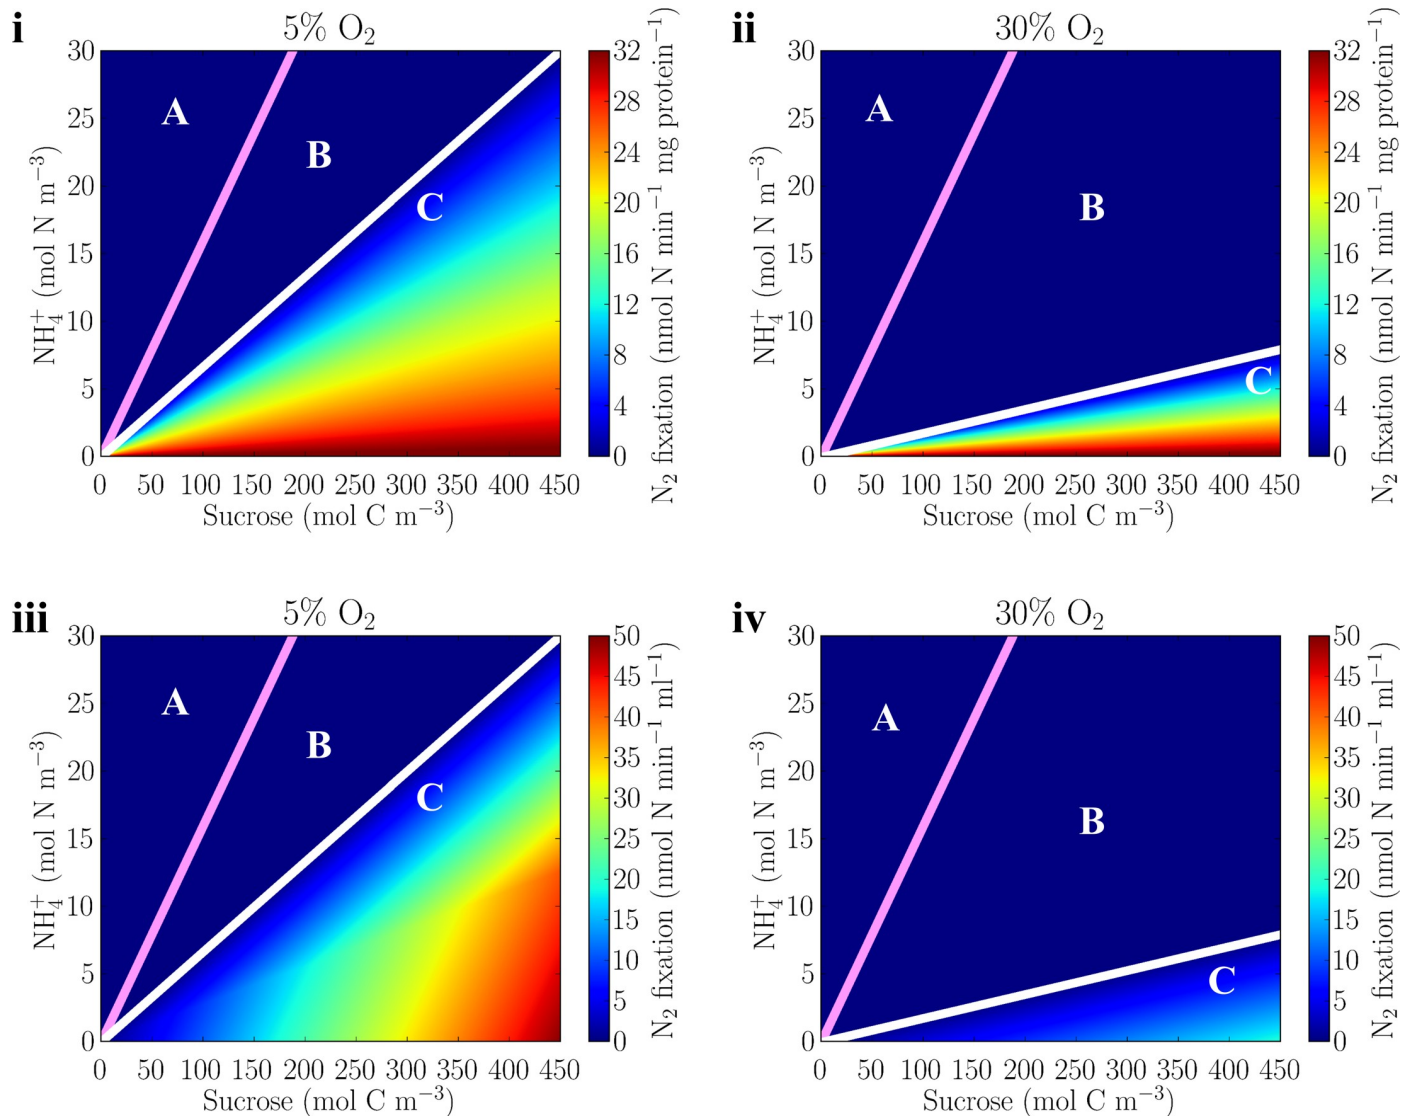 i
5% O₂
30
25
20
15
10
5
0
NH₄⁺ (mol N m⁻³)
A
B
C
0 50 100 150 200 250 300 350 400 450
Sucrose (mol C m⁻³)
32
28
24
20
16
12
8
4
0
N₂ fixation (nmol N min⁻¹ mg protein⁻¹)
ii
30% O₂
30
25
20
15
10
5
0
NH₄⁺ (mol N m⁻³)
A
B
C
0 50 100 150 200 250 300 350 400 450
Sucrose (mol C m⁻³)
32
28
24
20
16
12
8
4
0
N₂ fixation (nmol N min⁻¹ mg protein⁻¹)
iii
5% O₂
30
25
20
15
10
5
0
NH₄⁺ (mol N m⁻³)
A
B
C
0 50 100 150 200 250 300 350 400 450
Sucrose (mol C m⁻³)
50
45
40
35
30
25
20
15
10
5
0
N₂ fixation (nmol N min⁻¹ ml⁻¹)
iv
30% O₂
30
25
20
15
10
5
0
NH₄⁺ (mol N m⁻³)
A
B
C
0 50 100 150 200 250 300 350 400 450
Sucrose (mol C m⁻³)
50
45
40
35
30
25
20
15
10
5
0
N₂ fixation (nmol N min⁻¹ ml⁻¹)